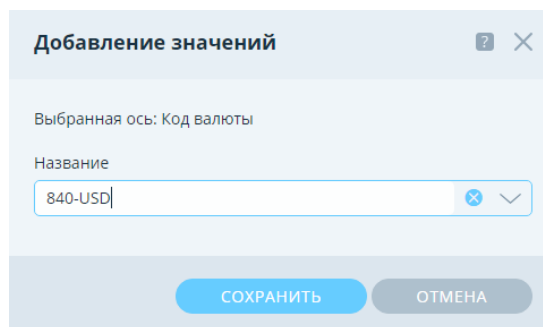 Добавление значений ?
Выбранная ось: Код валюты
Название
840-USD
СОХРАНИТЬ ОТМЕНА